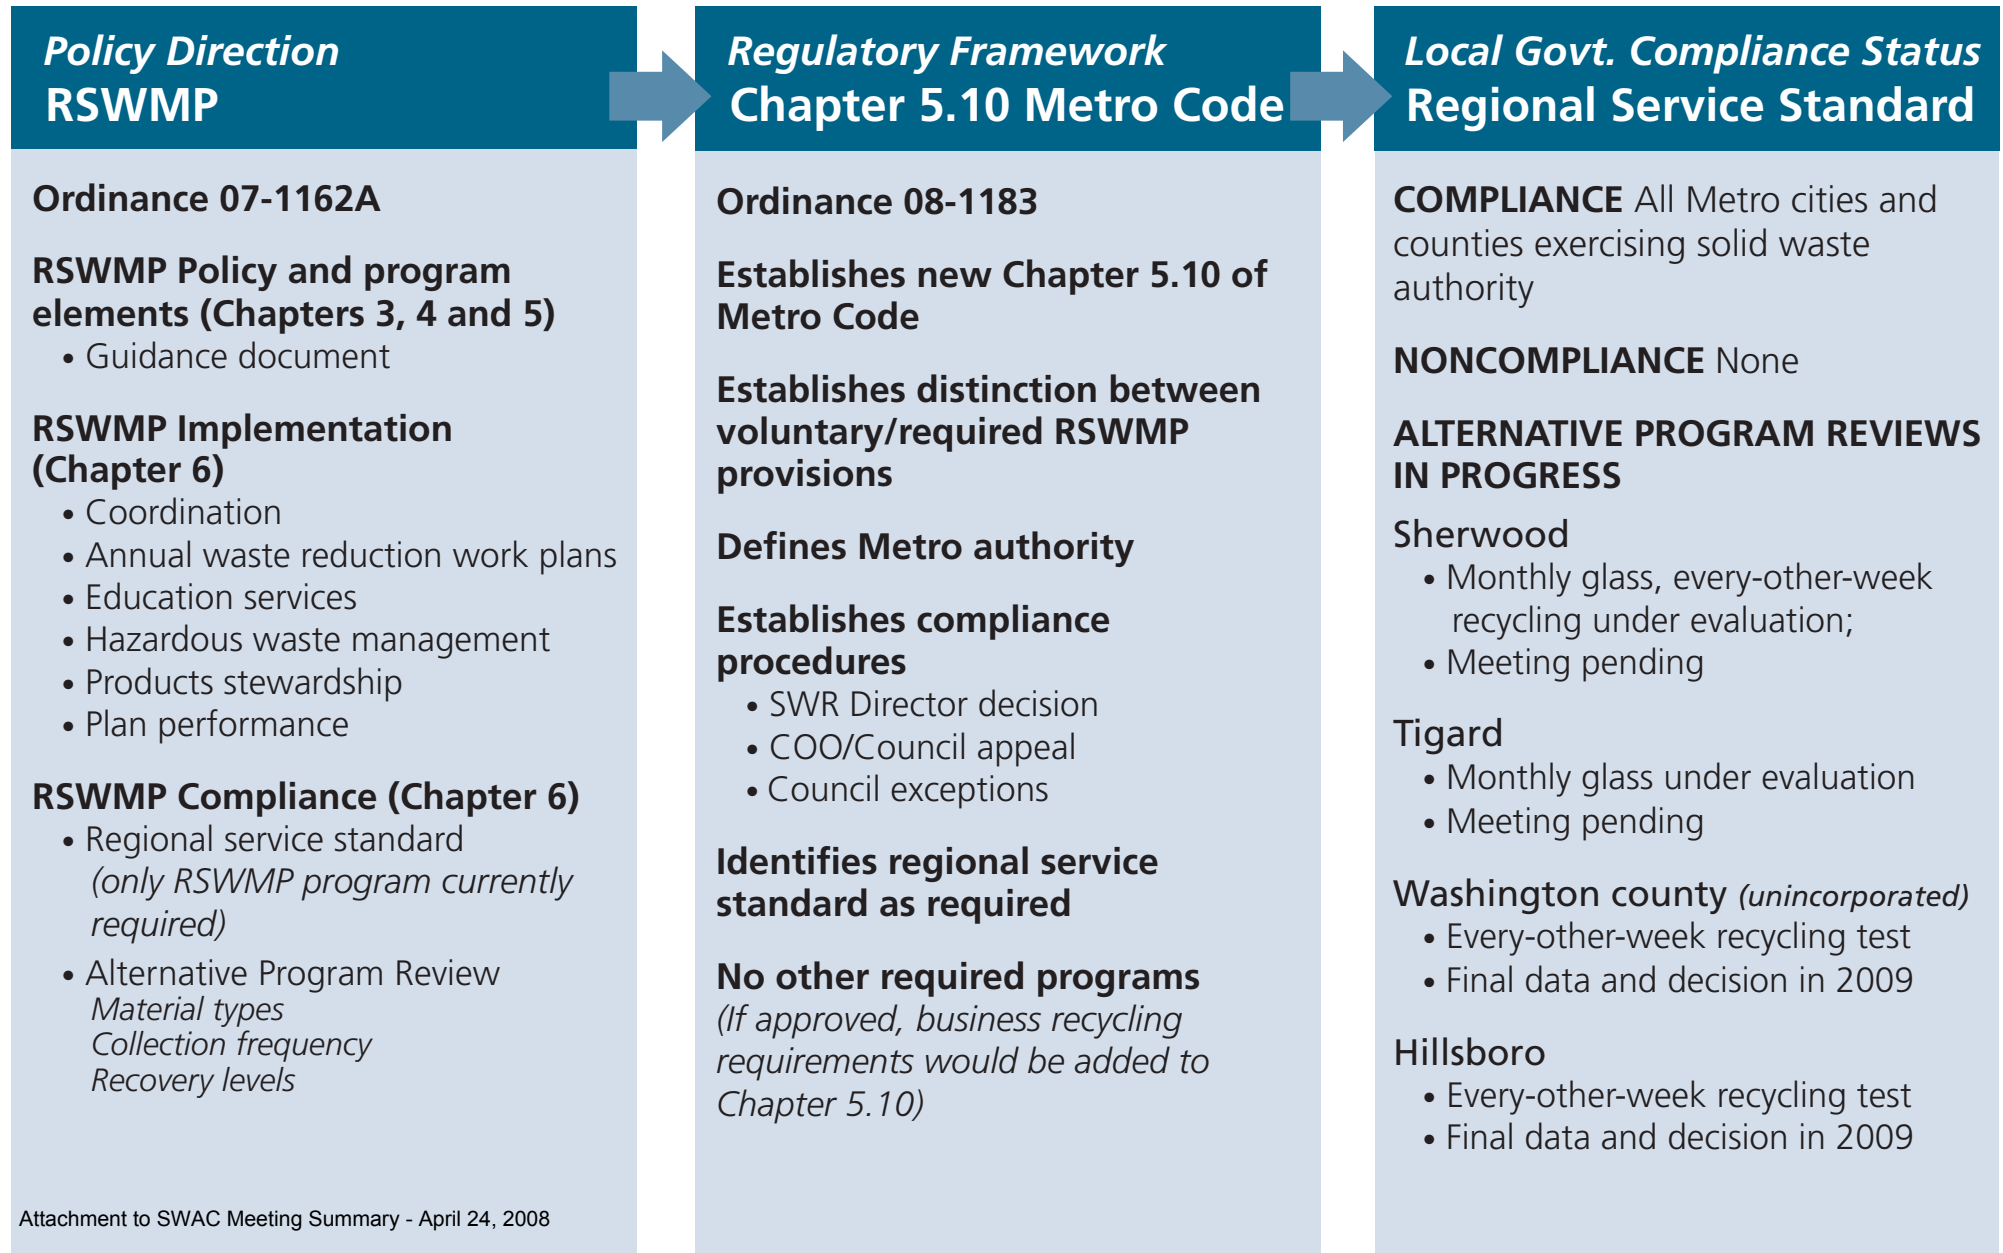 Policy Direction
RSWMP
Ordinance 07-1162A
RSWMP Policy and program
elements (Chapters 3, 4 and 5)
• Guidance document
RSWMP Implementation
(Chapter 6)
• Coordination
• Annual waste reduction work plans
• Education services
• Hazardous waste management
• Products stewardship
• Plan performance
RSWMP Compliance (Chapter 6)
• Regional service standard
(only RSWMP program currently
required)
• Alternative Program Review
Material types
Collection frequency
Recovery levels
Attachment to SWAC Meeting Summary - April 24, 2008
Regulatory Framework
Chapter 5.10 Metro Code
Ordinance 08-1183
Establishes new Chapter 5.10 of
Metro Code
Establishes distinction between
voluntary/required RSWMP
provisions
Defines Metro authority
Establishes compliance
procedures
• SWR Director decision
• COO/Council appeal
• Council exceptions
Identifies regional service
standard as required
No other required programs
(If approved, business recycling
requirements would be added to
Chapter 5.10)
Local Govt. Compliance Status
Regional Service Standard
COMPLIANCE All Metro cities and
counties exercising solid waste
authority
NONCOMPLIANCE None
ALTERNATIVE PROGRAM REVIEWS
IN PROGRESS
Sherwood
• Monthly glass, every-other-week
recycling under evaluation;
• Meeting pending
Tigard
• Monthly glass under evaluation
• Meeting pending
Washington county (unincorporated)
• Every-other-week recycling test
• Final data and decision in 2009
Hillsboro
• Every-other-week recycling test
• Final data and decision in 2009